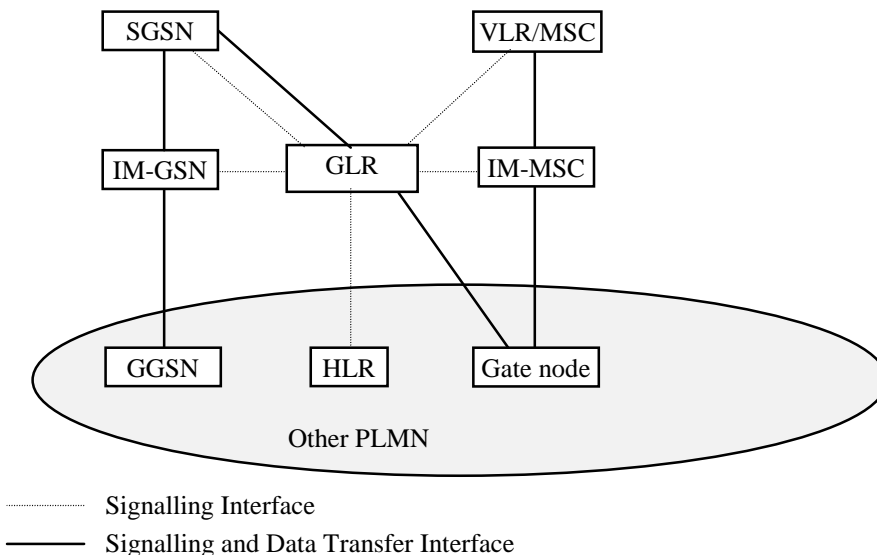 SGSN
VLR/MSC
IM-GSN
GLR
IM-MSC
GGSN
HLR
Gate node
Other PLMN
Signalling Interface
Signalling and Data Transfer Interface